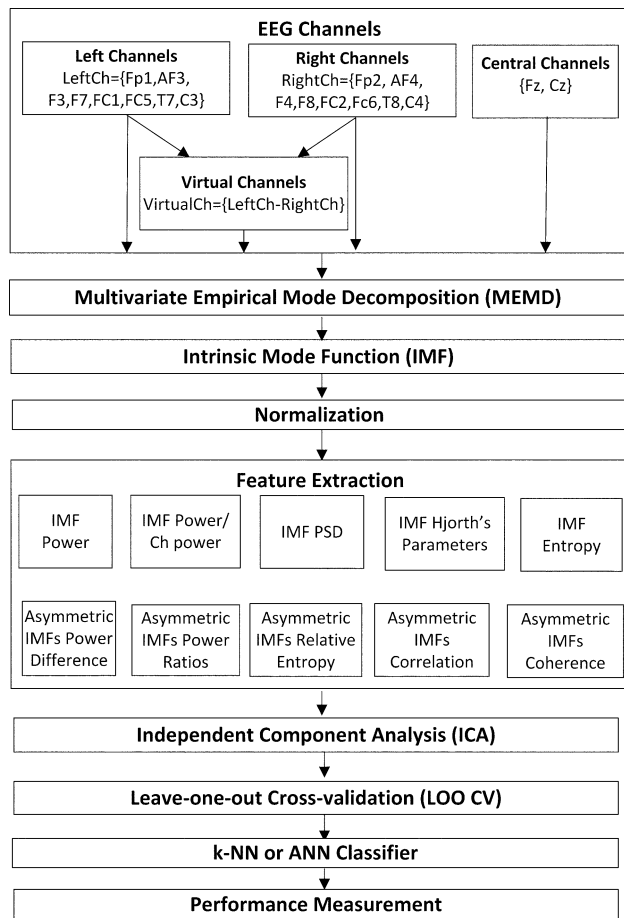 EEG Channels
Left Channels
LeftCh={Fp1,AF3,
F3,F7,FC1,FC5,T7,C3}
Right Channels
RightCh={Fp2, AF4,
F4,F8,FC2,Fc6,T8,C4}
Central Channels
{Fz, Cz}
Virtual Channels
VirtualCh={LeftCh-RightCh}
Multivariate Empirical Mode Decomposition (MEMD)
Intrinsic Mode Function (IMF)
Normalization
Feature Extraction
IMF
Power
IMF Power/
Ch power
IMF PSD
IMF Hjorth's
Parameters
IMF
Entropy
Asymmetric
IMFs Power
Difference
Asymmetric
IMFs Power
Ratios
Asymmetric
IMFs Relative
Entropy
Asymmetric
IMFs
Correlation
Asymmetric
IMFs
Coherence
Independent Component Analysis (ICA)
Leave-one-out Cross-validation (LOO CV)
k-NN or ANN Classifier
Performance Measurement